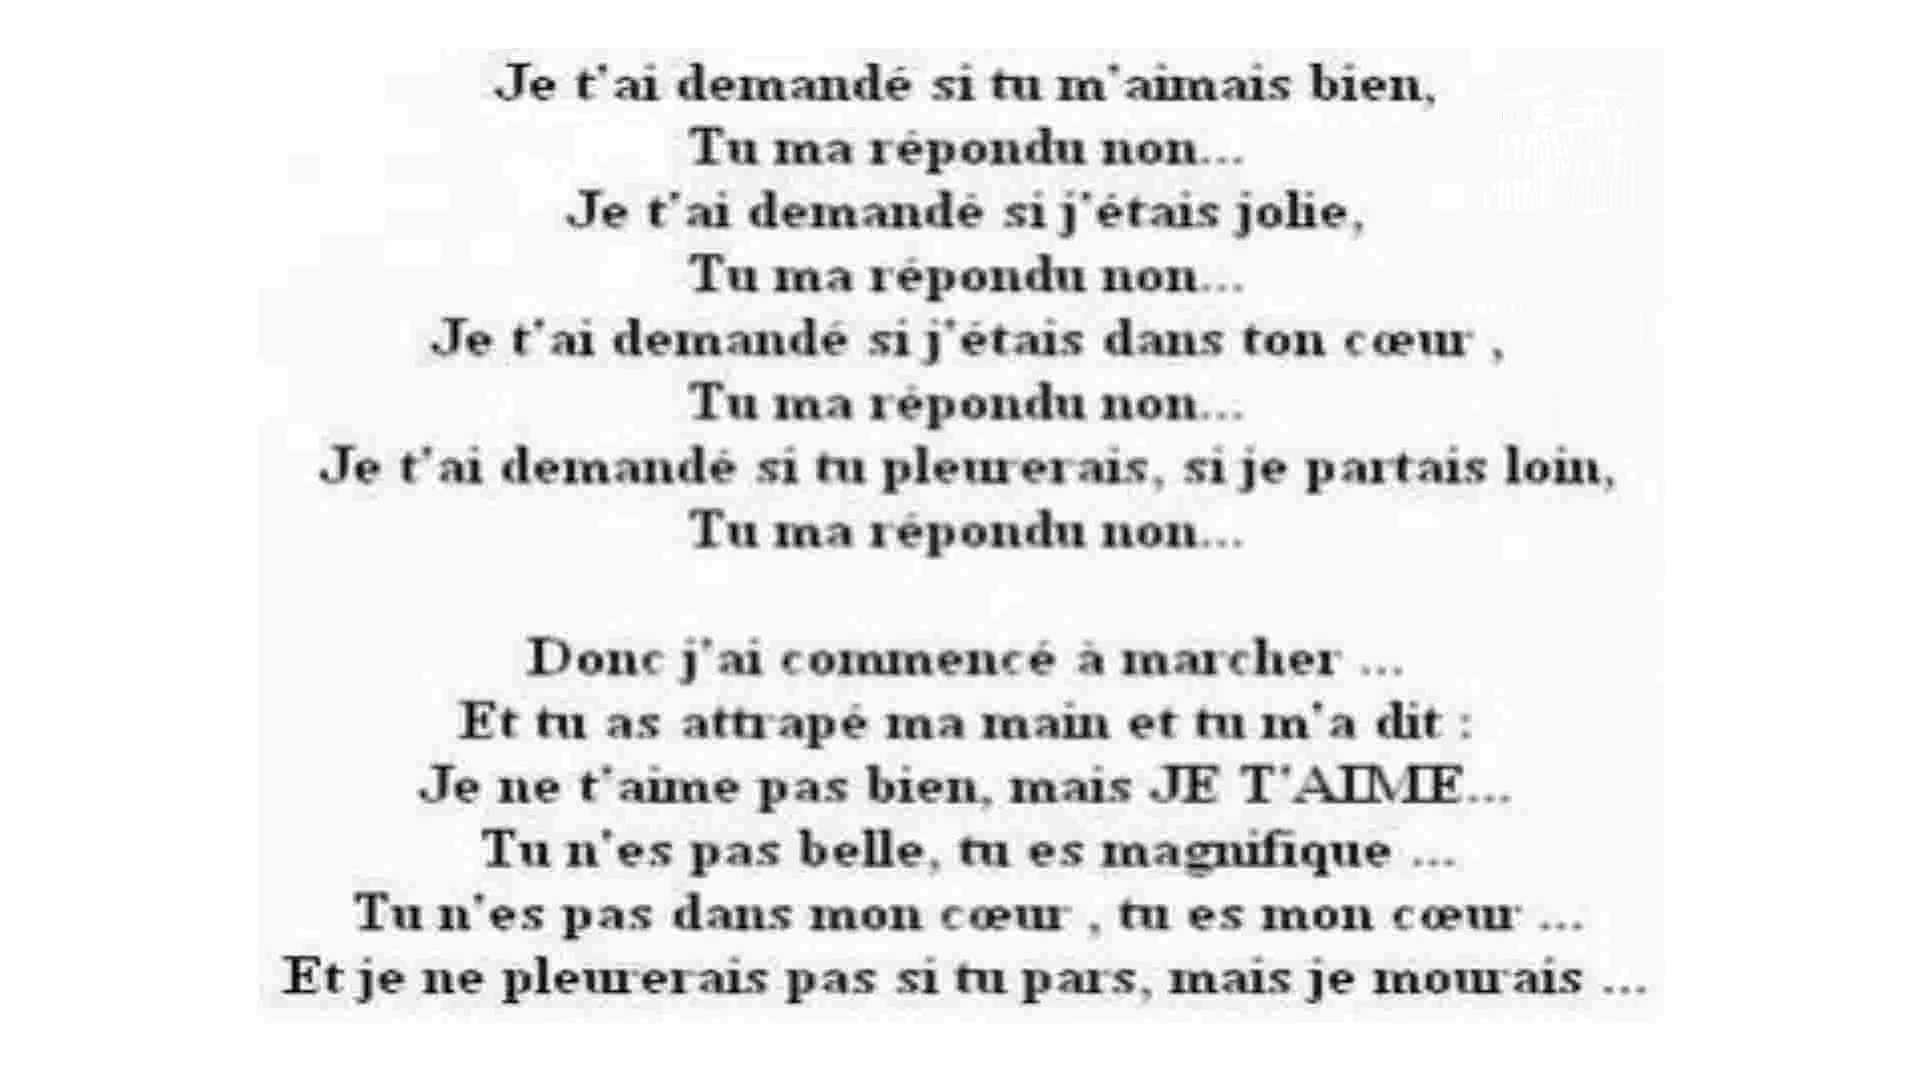 Je t'ai demandé si tu m'aimais bien,
Tu ma répondu non...
Je t'ai demandé si j'étais jolie,
Tu ma répondu non...
Je t'ai demandé si j'étais dans ton cœur ,
Tu ma répondu non...
Je t'ai demandé si tu pleurerais, si je partais loin,
Tu ma répondu non...
Donc j'ai commencé à marcher ...
Et tu as attrapé ma main et tu m'a dit :
Je ne t'aime pas bien, mais JE T'AIME...
Tu n'es pas belle, tu es magnifique ...
Tu n'es pas dans mon cœur , tu es mon cœur ...
Et je ne pleurerais pas si tu pars, mais je mourais ...